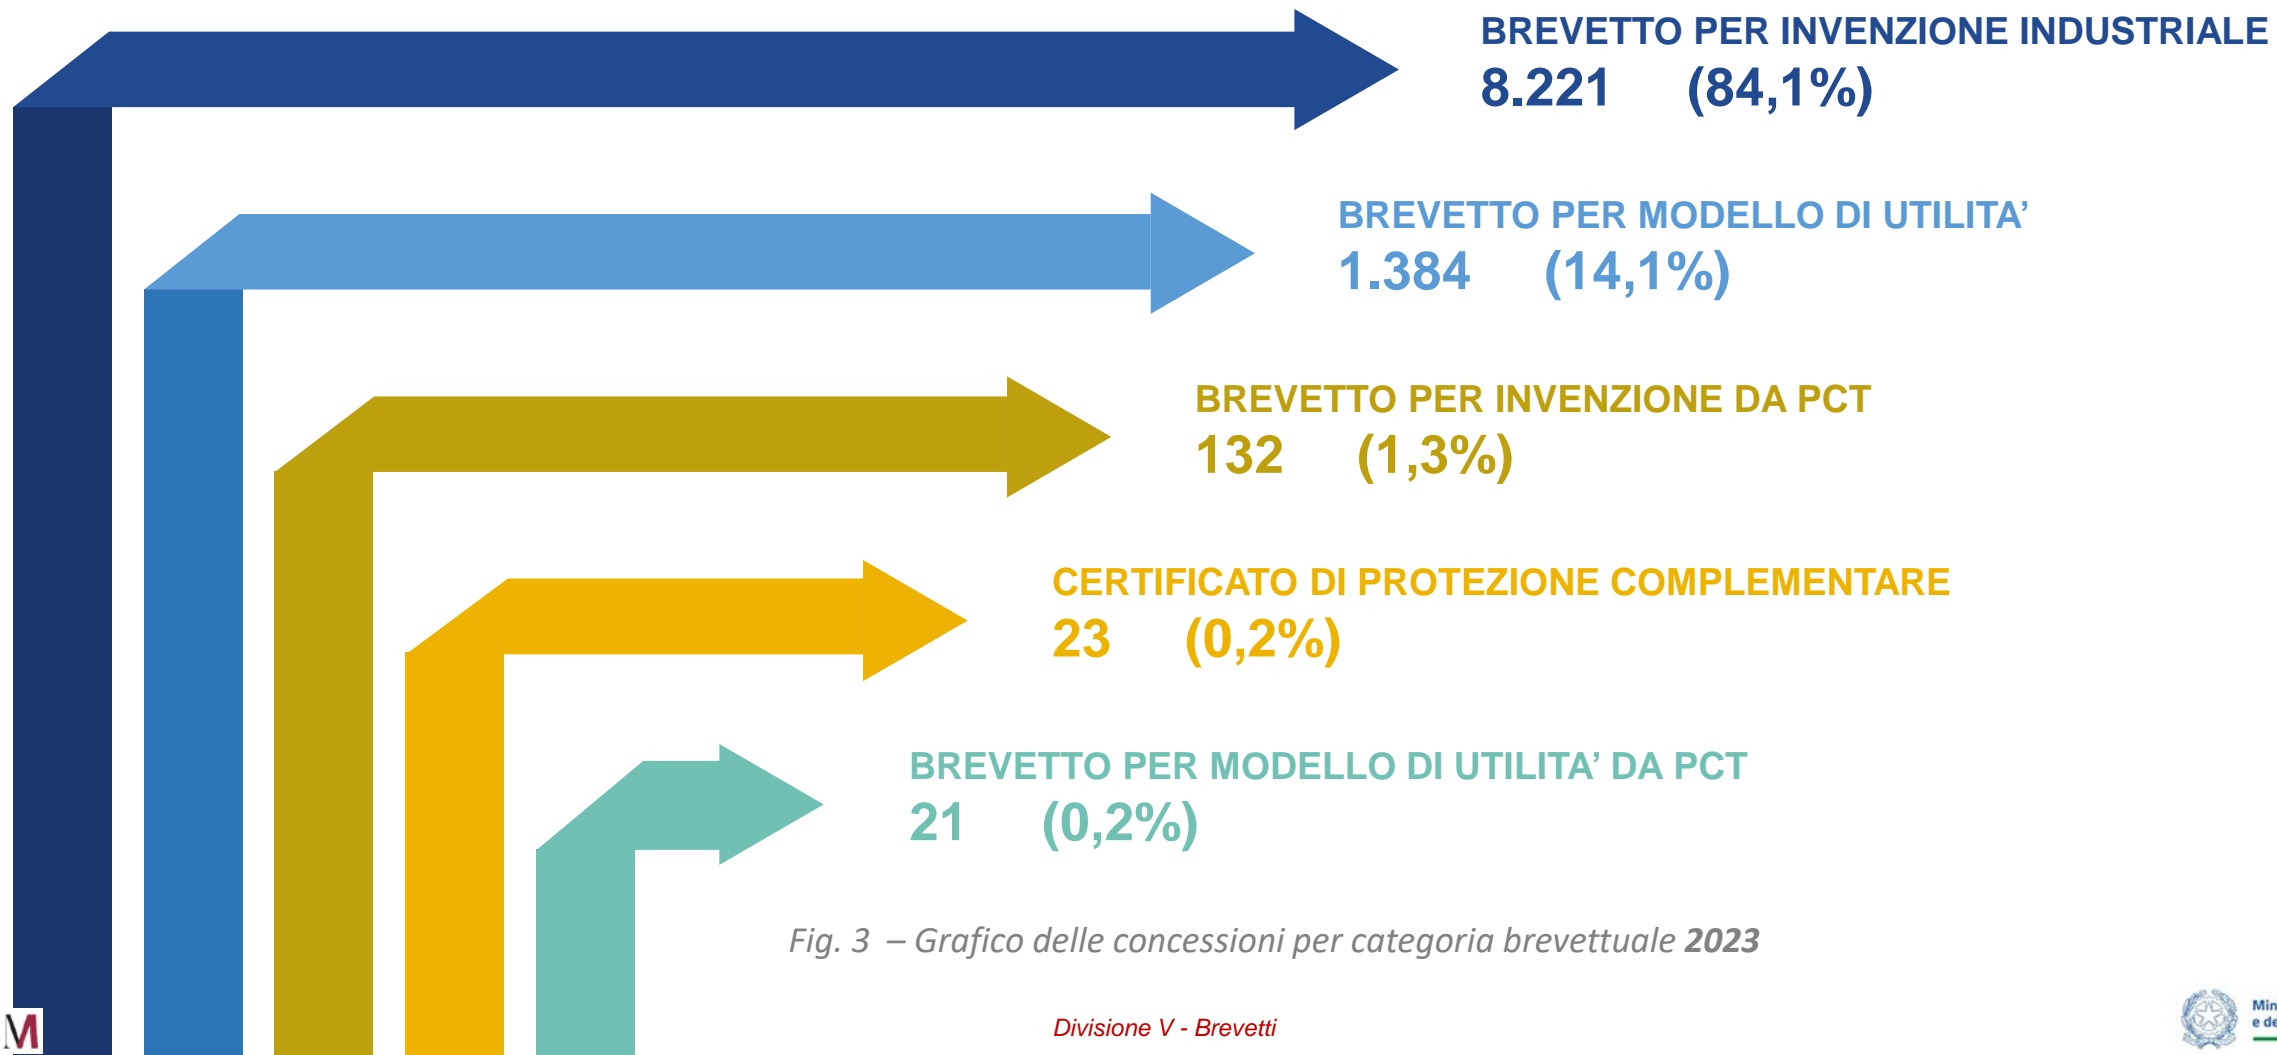 BREVETTO PER INVENZIONE INDUSTRIALE
8.221 (84,1%)
BREVETTO PER MODELLO DI UTILITA’
1.384 (14,1%)
BREVETTO PER INVENZIONE DA PCT
132 (1,3%)
CERTIFICATO DI PROTEZIONE COMPLEMENTARE
23 (0,2%)
BREVETTO PER MODELLO DI UTILITA’ DA PCT
21 (0,2%)
Fig. 3 – Grafico delle concessioni per categoria brevettuale 2023
Divisione V - Brevetti
M
Min
e de